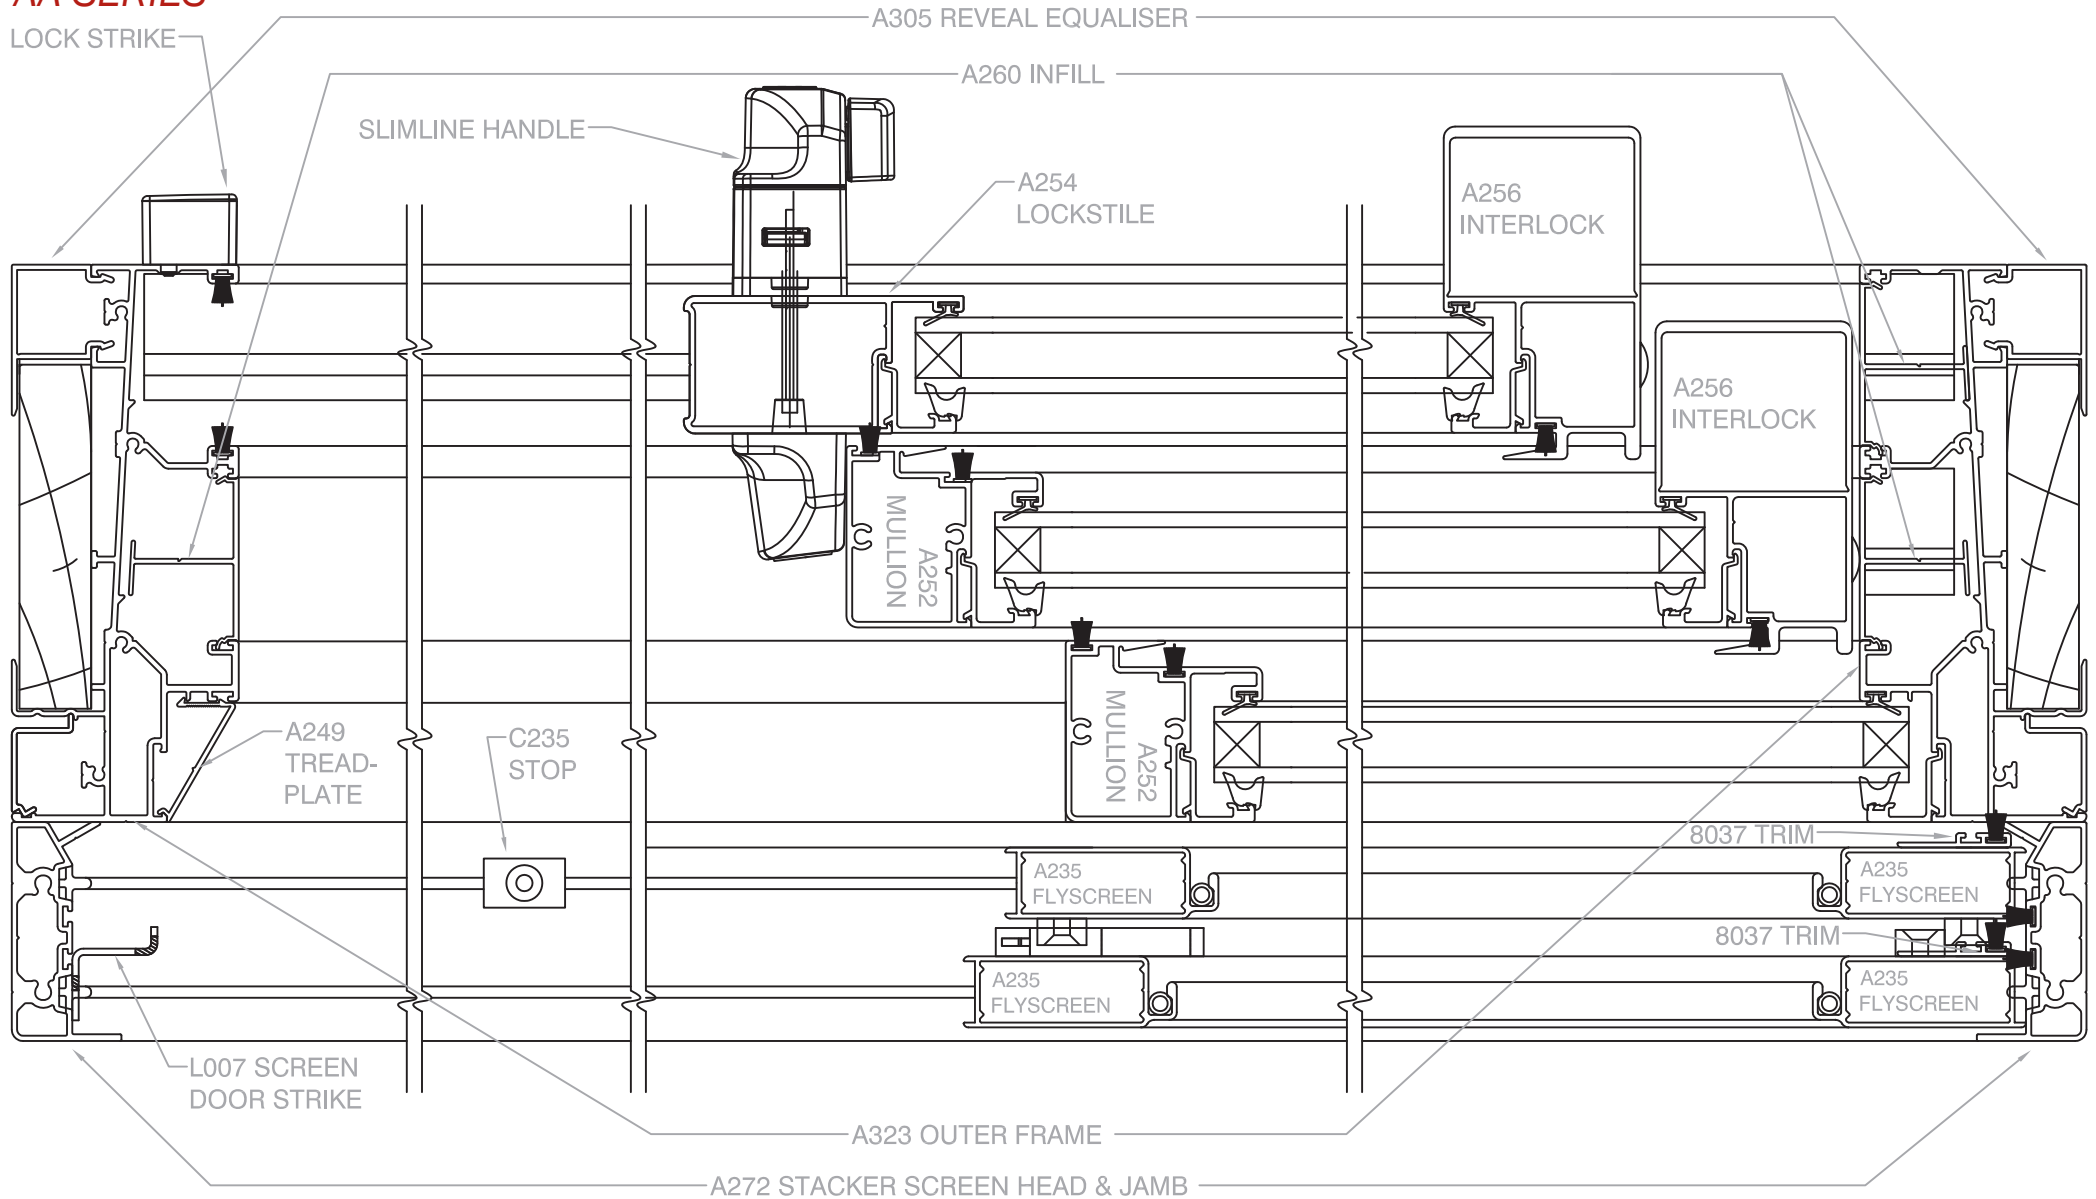 AA SERIES
A305 REVEAL EQUALISER
LOCK STRIKE
A260 INFILL
SLIMLINE HANDLE
A254
LOCKSTILE
A256
INTERLOCK
A256
INTERLOCK
MULLION
A252
A249
TREAD-
PLATE
C235
STOP
MULLION
A252
8037 TRIM
A235
FLYSCREEN
A235
FLYSCREEN
8037 TRIM
A235
FLYSCREEN
A235
FLYSCREEN
L007 SCREEN
DOOR STRIKE
A323 OUTER FRAME
A272 STACKER SCREEN HEAD & JAMB